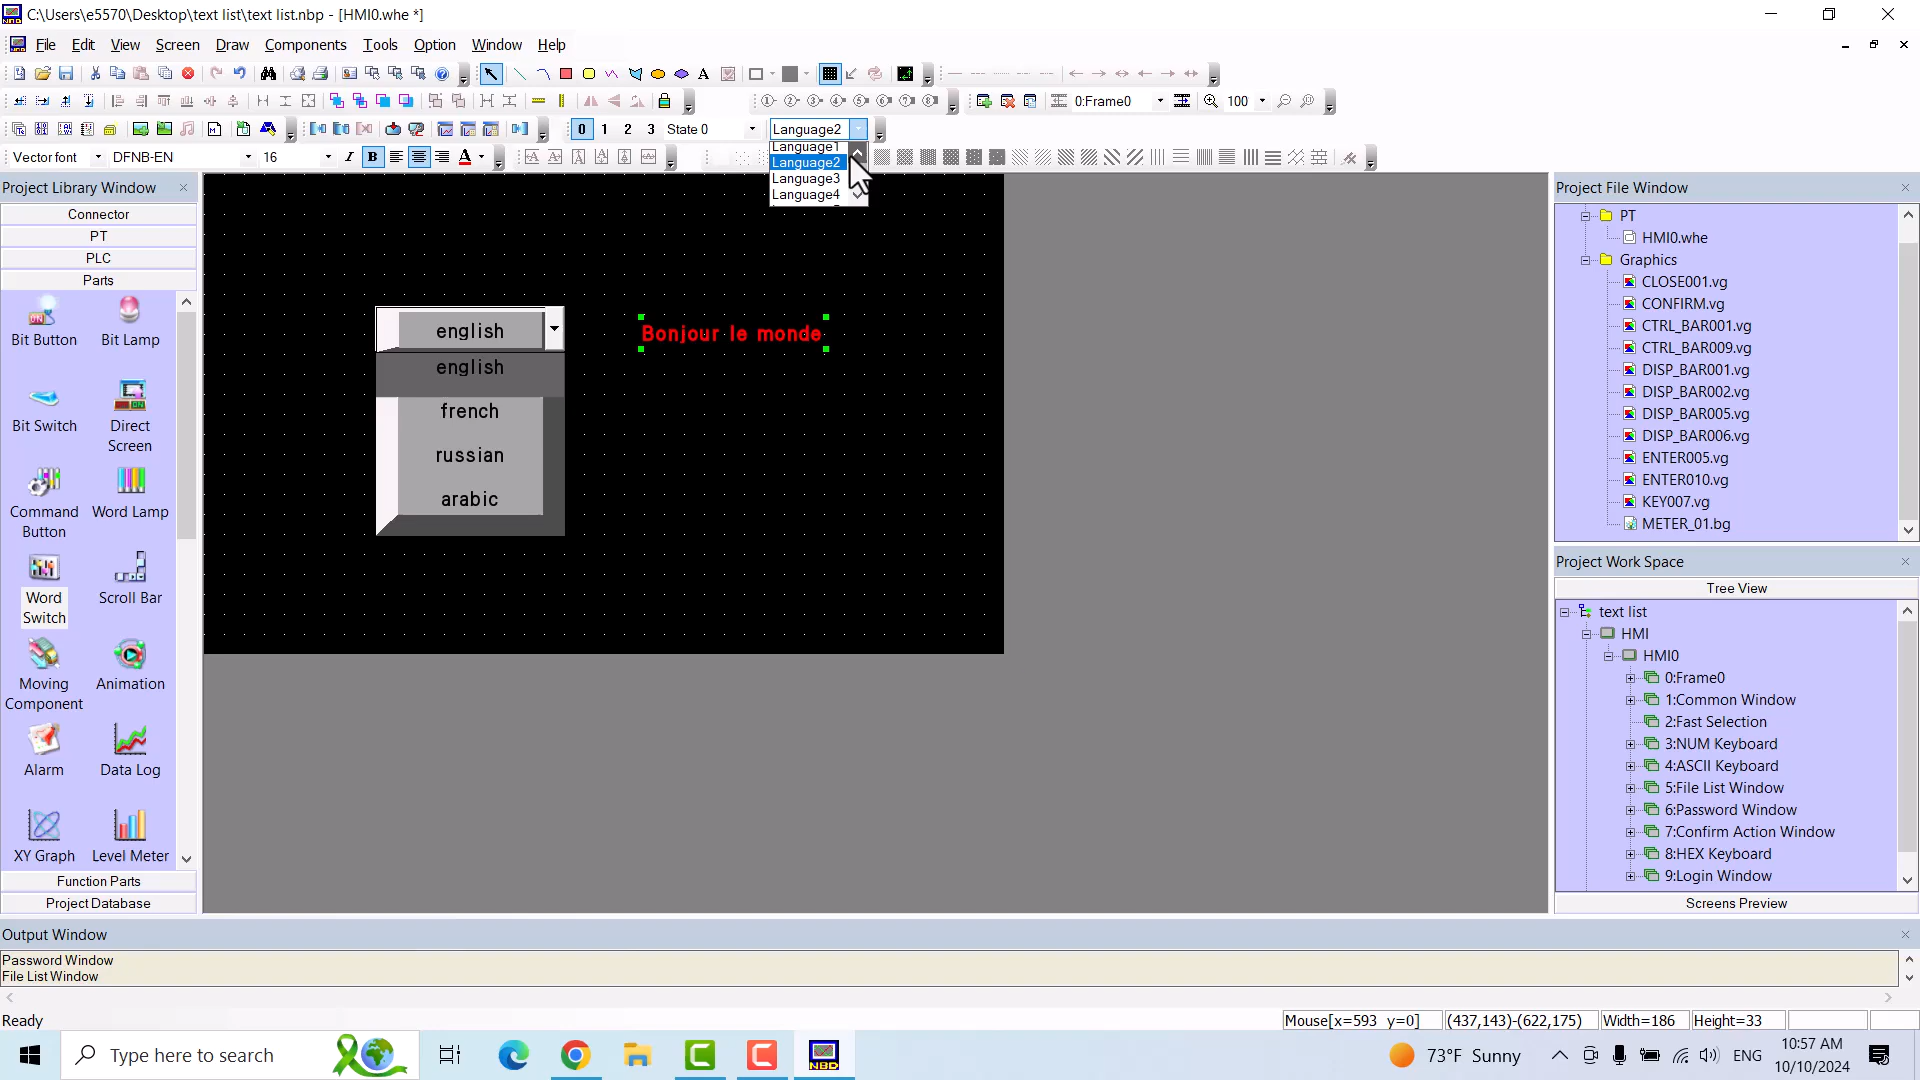 C:\Users\e5570\Desktop\text list\text list.nbp - [HMI0.whe *]
File Edit View Screen Draw Components Tools Option Window Help
0:Frame0 100
0 1 2 3 State 0 Language2
Vector font DFNB-EN 16
Language1
Language2
Language3
Language4
Project Library Window
Connector
PT
PLC
Parts
Bit Button Bit Lamp
Bit Switch Direct Screen
Command Button Word Lamp
Word Switch Scroll Bar
Moving Component Animation
Alarm Data Log
XY Graph Level Meter
Function Parts
Project Database
english
english
french
russian
arabic
Bonjour le monde
Project File Window
PT
HMI0.whe
Graphics
CLOSE001.vg
CONFIRM.vg
CTRL_BAR001.vg
CTRL_BAR009.vg
DISP_BAR001.vg
DISP_BAR002.vg
DISP_BAR005.vg
DISP_BAR006.vg
ENTER005.vg
ENTER010.vg
KEY007.vg
METER_01.bg
Project Work Space
Tree View
text list
HMI
HMI0
0:Frame0
1:Common Window
2:Fast Selection
3:NUM Keyboard
4:ASCII Keyboard
5:File List Window
6:Password Window
7:Confirm Action Window
8:HEX Keyboard
9:Login Window
Screens Preview
Output Window
Password Window
File List Window
Ready
Mouse[x=593 y=0] (437,143)-(622,175) Width=186 Height=33
Type here to search
73°F Sunny
ENG
10:57 AM
10/10/2024